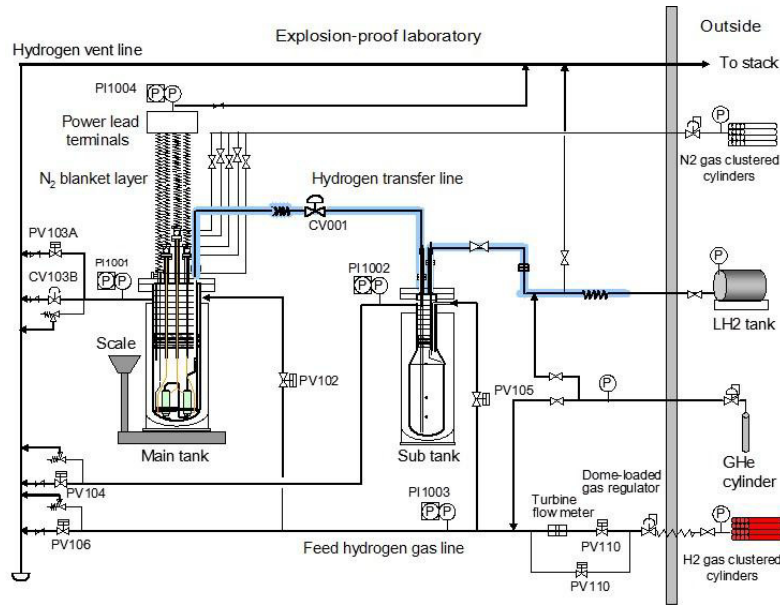 Explosion-proof laboratory
Outside
Hydrogen vent line
To stack
PI1004
P
P
Power lead
terminals
P
N2 gas clustered
cylinders
N₂ blanket layer
Hydrogen transfer line
CV001
PV103A
PI1001
P
P
CV103B
PI1002
P
P
P
LH2 tank
Scale
PV102
PV105
P
Main tank
Sub tank
GHe
cylinder
PV104
PI1003
P
P
Dome-loaded
gas regulator
Turbine
flow meter
P
PV106
Feed hydrogen gas line
PV110
H2 gas clustered
cylinders
PV110